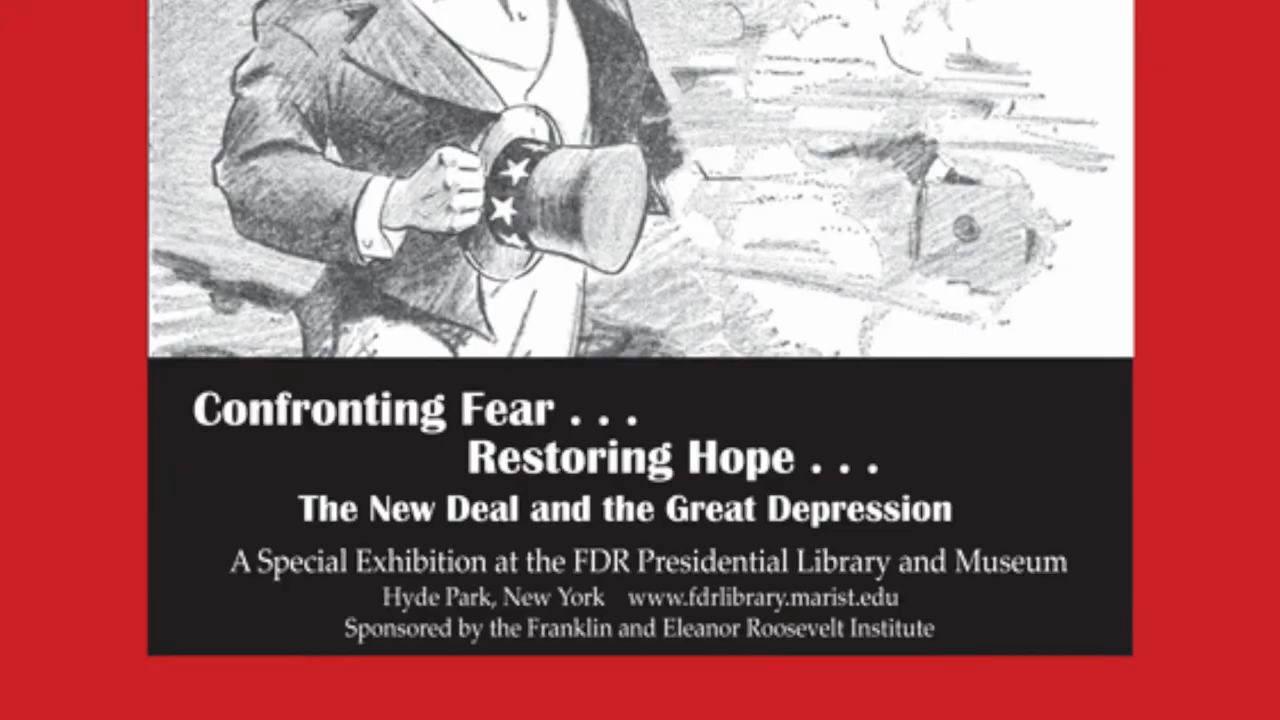 Confronting Fear . . .
Restoring Hope . . .
The New Deal and the Great Depression
A Special Exhibition at the FDR Presidential Library and Museum
Hyde Park, New York www.fdrlibrary.marist.edu
Sponsored by the Franklin and Eleanor Roosevelt Institute